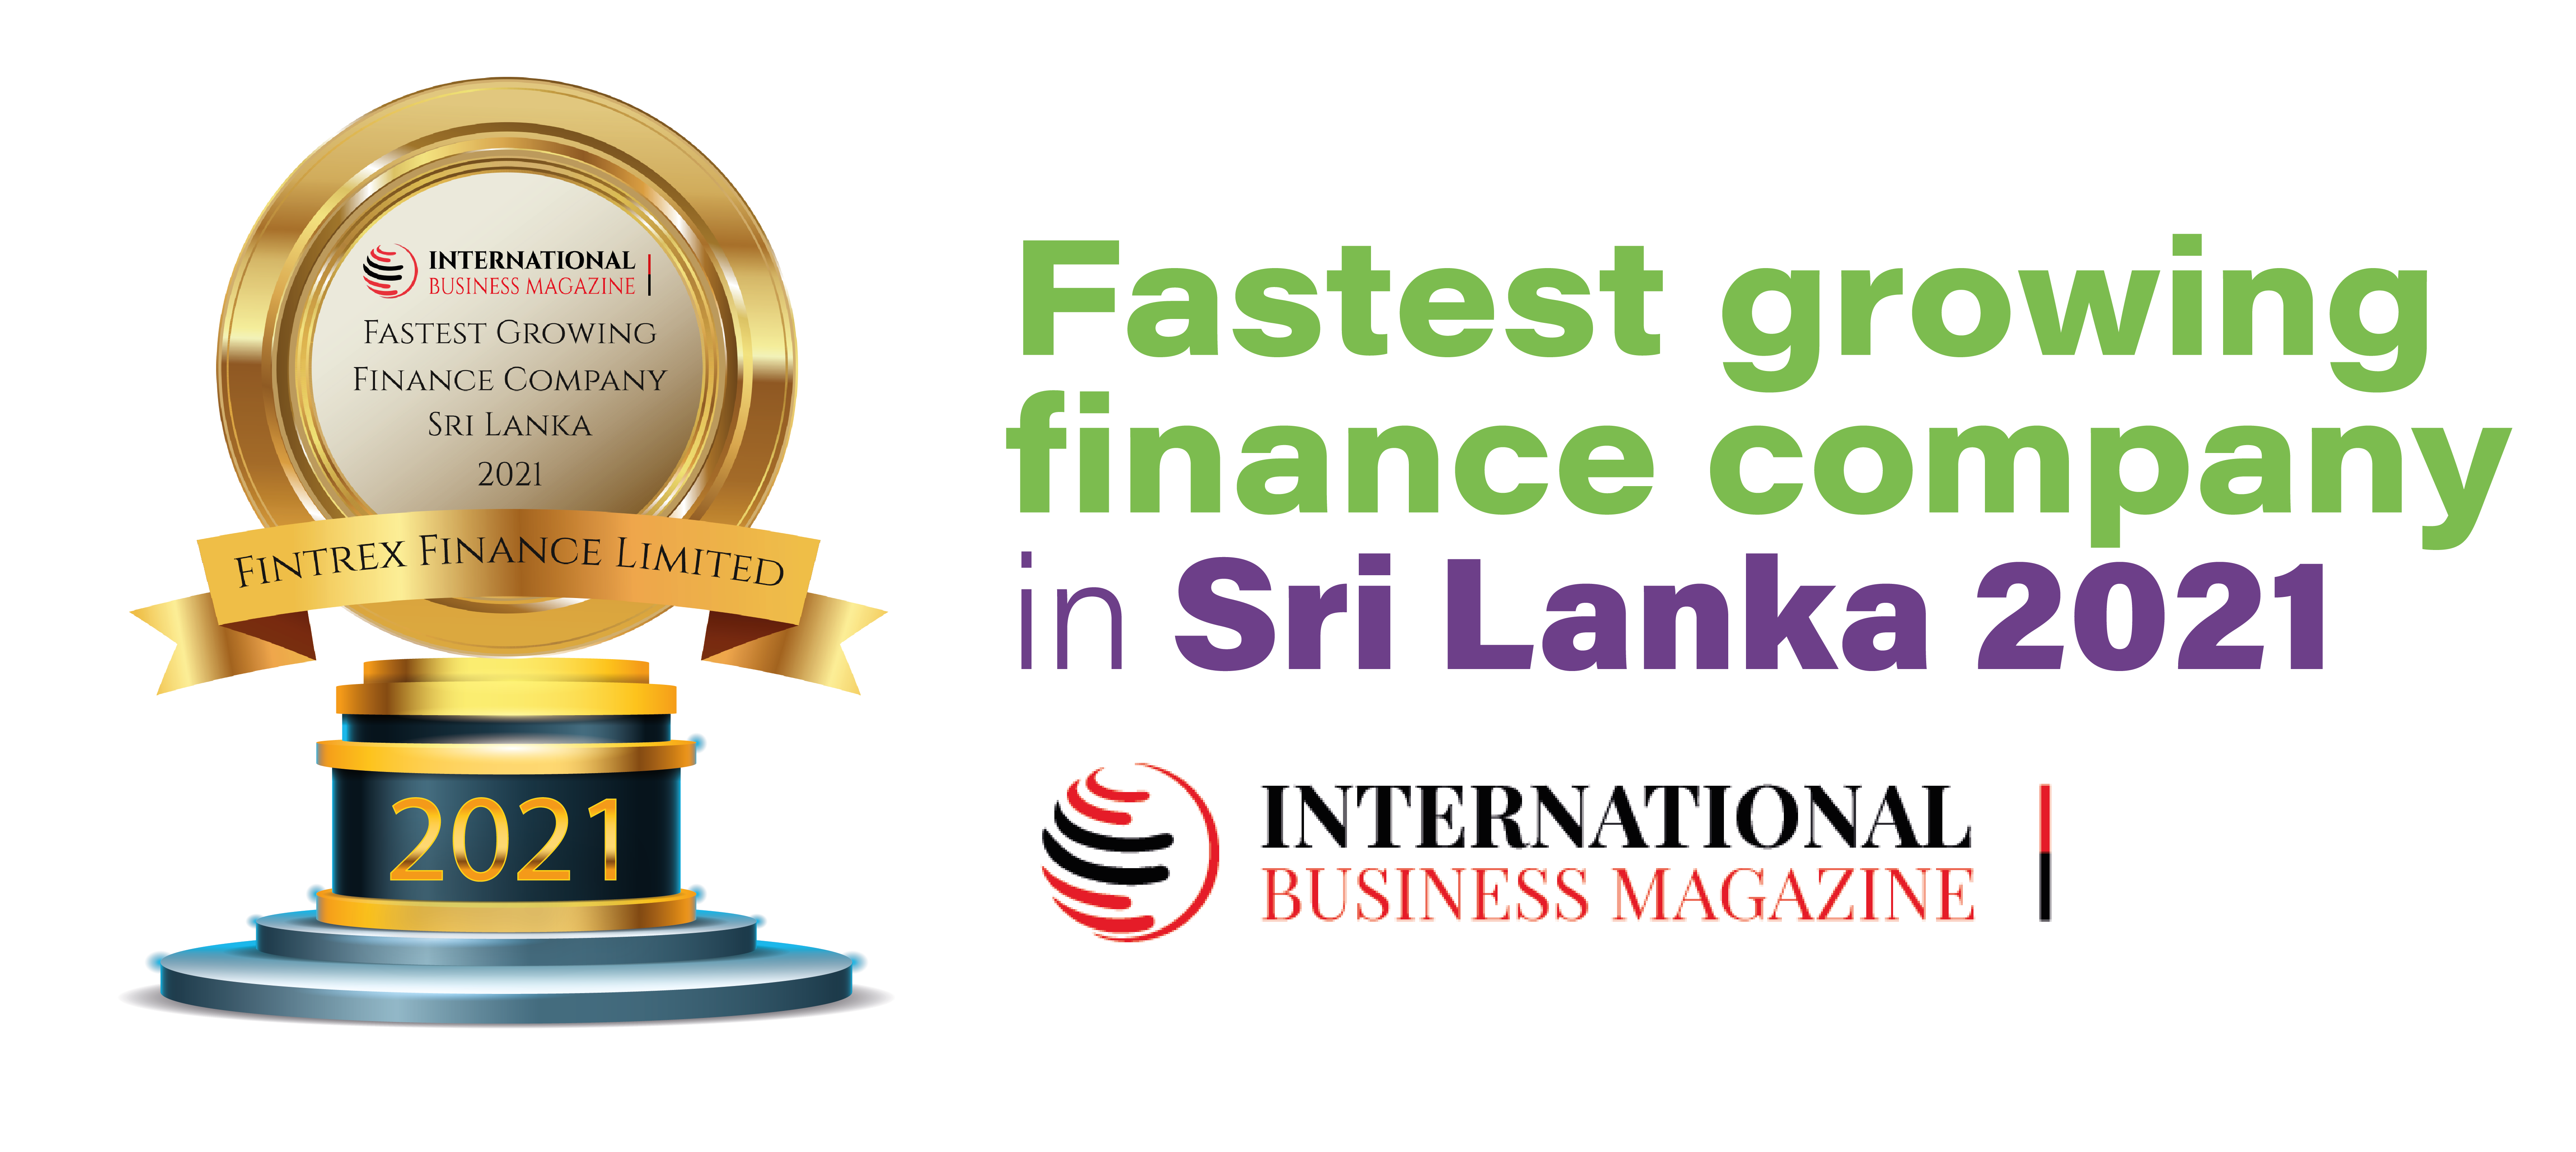 INTERNATIONAL
BUSINESS MAGAZINE
FASTEST GROWING
FINANCE COMPANY
SRI LANKA
2021
FINTREX FINANCE LIMITED
2021
Fastest growing
finance company
in Sri Lanka 2021
INTERNATIONAL
BUSINESS MAGAZINE